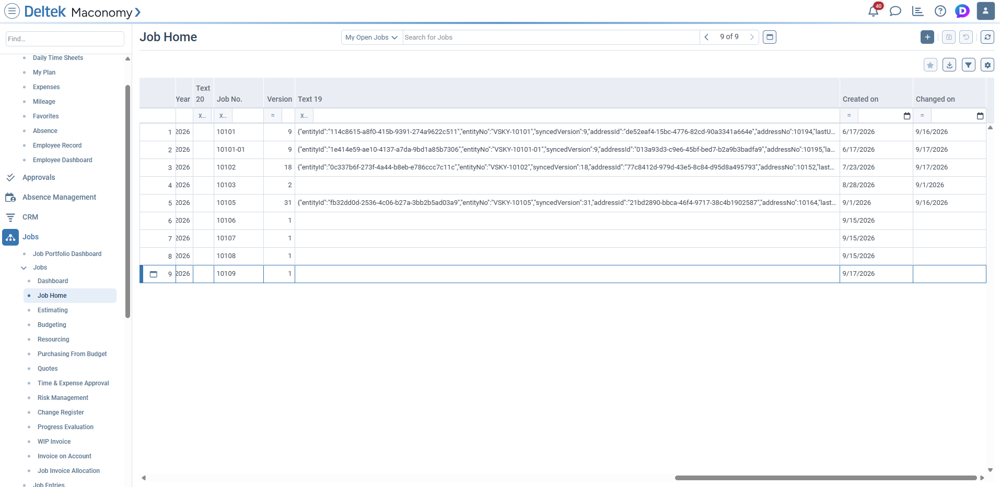 Deltek Maconomy
40
Find...
Job Home
My Open Jobs
Search for Jobs
9 of 9
Daily Time Sheets
My Plan
Expenses
Mileage
Favorites
Absence
Employee Record
Employee Dashboard
Approvals
Absence Management
CRM
Jobs
Job Portfolio Dashboard
Jobs
Dashboard
Job Home
Estimating
Budgeting
Resourcing
Purchasing From Budget
Quotes
Time & Expense Approval
Risk Management
Change Register
Progress Evaluation
WIP Invoice
Invoice on Account
Job Invoice Allocation
Job Entries
Year Text 20 Job No. Version Text 19 Created on Changed on
x.. x.. = x.. = =
1 2026 10101 9 {"entityId":"114c8615-a8f0-415b-9391-274a9622c511","entityNo":"VSKY-10101","syncedVersion":9,"addressId":"de52eaf4-15bc-4776-82cd-90a3341a664e","addressNo":10194,"lastU... 6/17/2026 9/16/2026
2 2026 10101-01 9 {"entityId":"1e414e59-ae10-4137-a7da-9bd1a85b7306","entityNo":"VSKY-10101-01","syncedVersion":9,"addressId":"013a93d3-c9e6-45bf-bed7-b2a9b3badfa9","addressNo":10195,"la... 6/17/2026 9/17/2026
3 2026 10102 18 {"entityId":"0c337b6f-273f-4a44-b8eb-e786ccc7c11c","entityNo":"VSKY-10102","syncedVersion":18,"addressId":"77c8412d-979d-43e5-8c84-d95d8a495793","addressNo":10152,"last... 7/23/2026 9/17/2026
4 2026 10103 2 8/28/2026 9/1/2026
5 2026 10105 31 {"entityId":"fb32dd0d-2536-4c06-b27a-3bb2b5ad03a9","entityNo":"VSKY-10105","syncedVersion":31,"addressId":"21bd2890-bbca-46f4-9717-38c4b1902587","addressNo":10164,"last... 9/1/2026 9/16/2026
6 2026 10106 1 9/15/2026
7 2026 10107 1 9/15/2026
8 2026 10108 1 9/15/2026
9 2026 10109 1 9/17/2026